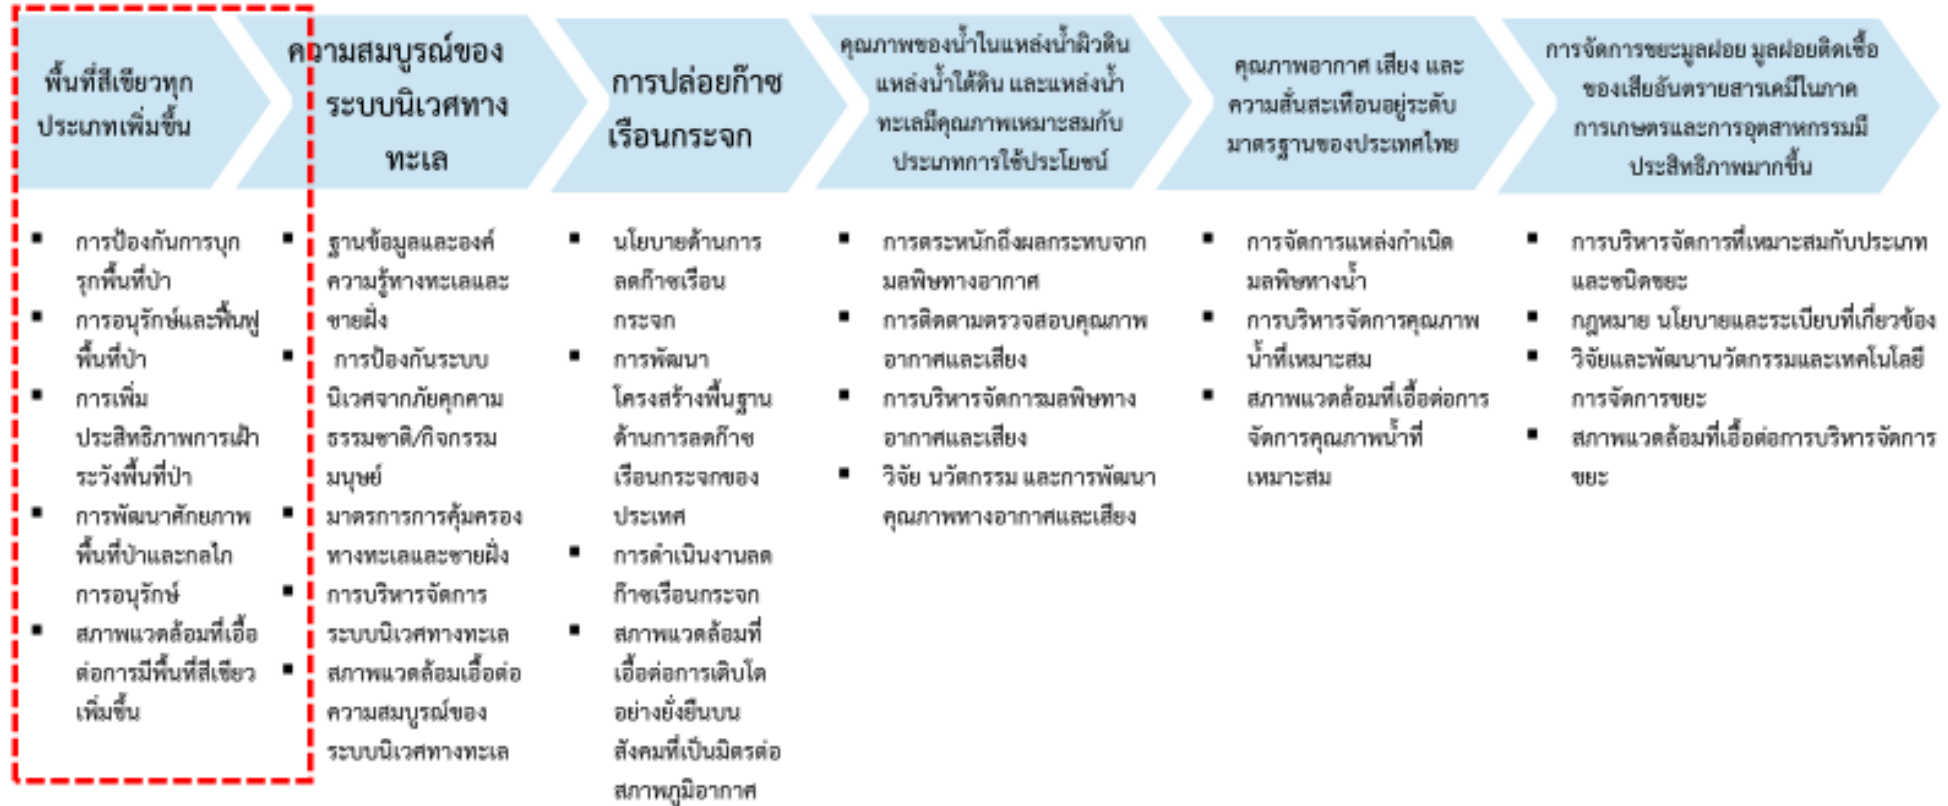 พื้นที่สีเขียวทุก
ประเภทเพิ่มขึ้น
ความสมบูรณ์ของ
ระบบนิเวศทาง
ทะเล
การปล่อยก๊าซ
เรือนกระจก
คุณภาพของน้ำในแหล่งน้ำผิวดิน
แหล่งน้ำใต้ดิน และแหล่งน้ำ
ทะเลมีคุณภาพเหมาะสมกับ
ประเภทการใช้ประโยชน์
คุณภาพอากาศ เสียง และ
ความสั่นสะเทือนอยู่ระดับ
มาตรฐานของประเทศไทย
การจัดการขยะมูลฝอย มูลฝอยติดเชื้อ
ของเสียอันตรายสารเคมีในภาค
การเกษตรและการอุตสาหกรรมมี
ประสิทธิภาพมากขึ้น
▪ การป้องกันการบุก
รุกพื้นที่ป่า
▪ การอนุรักษ์และฟื้นฟู
พื้นที่ป่า
▪ การเพิ่ม
ประสิทธิภาพการเฝ้า
ระวังพื้นที่ป่า
▪ การพัฒนาศักยภาพ
พื้นที่ป่าและกลไก
การอนุรักษ์
▪ สภาพแวดล้อมที่เอื้อ
ต่อการมีพื้นที่สีเขียว
เพิ่มขึ้น
▪ ฐานข้อมูลและองค์
ความรู้ทางทะเลและ
ชายฝั่ง
▪ การป้องกันระบบ
นิเวศจากภัยคุกคาม
ธรรมชาติ/กิจกรรม
มนุษย์
▪ มาตรการการคุ้มครอง
ทางทะเลและชายฝั่ง
▪ การบริหารจัดการ
ระบบนิเวศทางทะเล
▪ สภาพแวดล้อมเอื้อต่อ
ความสมบูรณ์ของ
ระบบนิเวศทางทะเล
▪ นโยบายด้านการ
ลดก๊าซเรือน
กระจก
▪ การพัฒนา
โครงสร้างพื้นฐาน
ด้านการลดก๊าซ
เรือนกระจกของ
ประเทศ
▪ การดำเนินงานลด
ก๊าซเรือนกระจก
▪ สภาพแวดล้อมที่
เอื้อต่อการเติบโต
อย่างยั่งยืนบน
สังคมที่เป็นมิตรต่อ
สภาพภูมิอากาศ
▪ การตระหนักถึงผลกระทบจาก
มลพิษทางอากาศ
▪ การติดตามตรวจสอบคุณภาพ
อากาศและเสียง
▪ การบริหารจัดการมลพิษทาง
อากาศและเสียง
▪ วิจัย นวัตกรรม และการพัฒนา
คุณภาพทางอากาศและเสียง
▪ การจัดการแหล่งกำเนิด
มลพิษทางน้ำ
▪ การบริหารจัดการคุณภาพ
น้ำที่เหมาะสม
▪ สภาพแวดล้อมที่เอื้อต่อการ
จัดการคุณภาพน้ำที่
เหมาะสม
▪ การบริหารจัดการที่เหมาะสมกับประเภท
และชนิดขยะ
▪ กฎหมาย นโยบายและระเบียบที่เกี่ยวข้อง
▪ วิจัยและพัฒนานวัตกรรมและเทคโนโลยี
การจัดการขยะ
▪ สภาพแวดล้อมที่เอื้อต่อการบริหารจัดการ
ขยะ